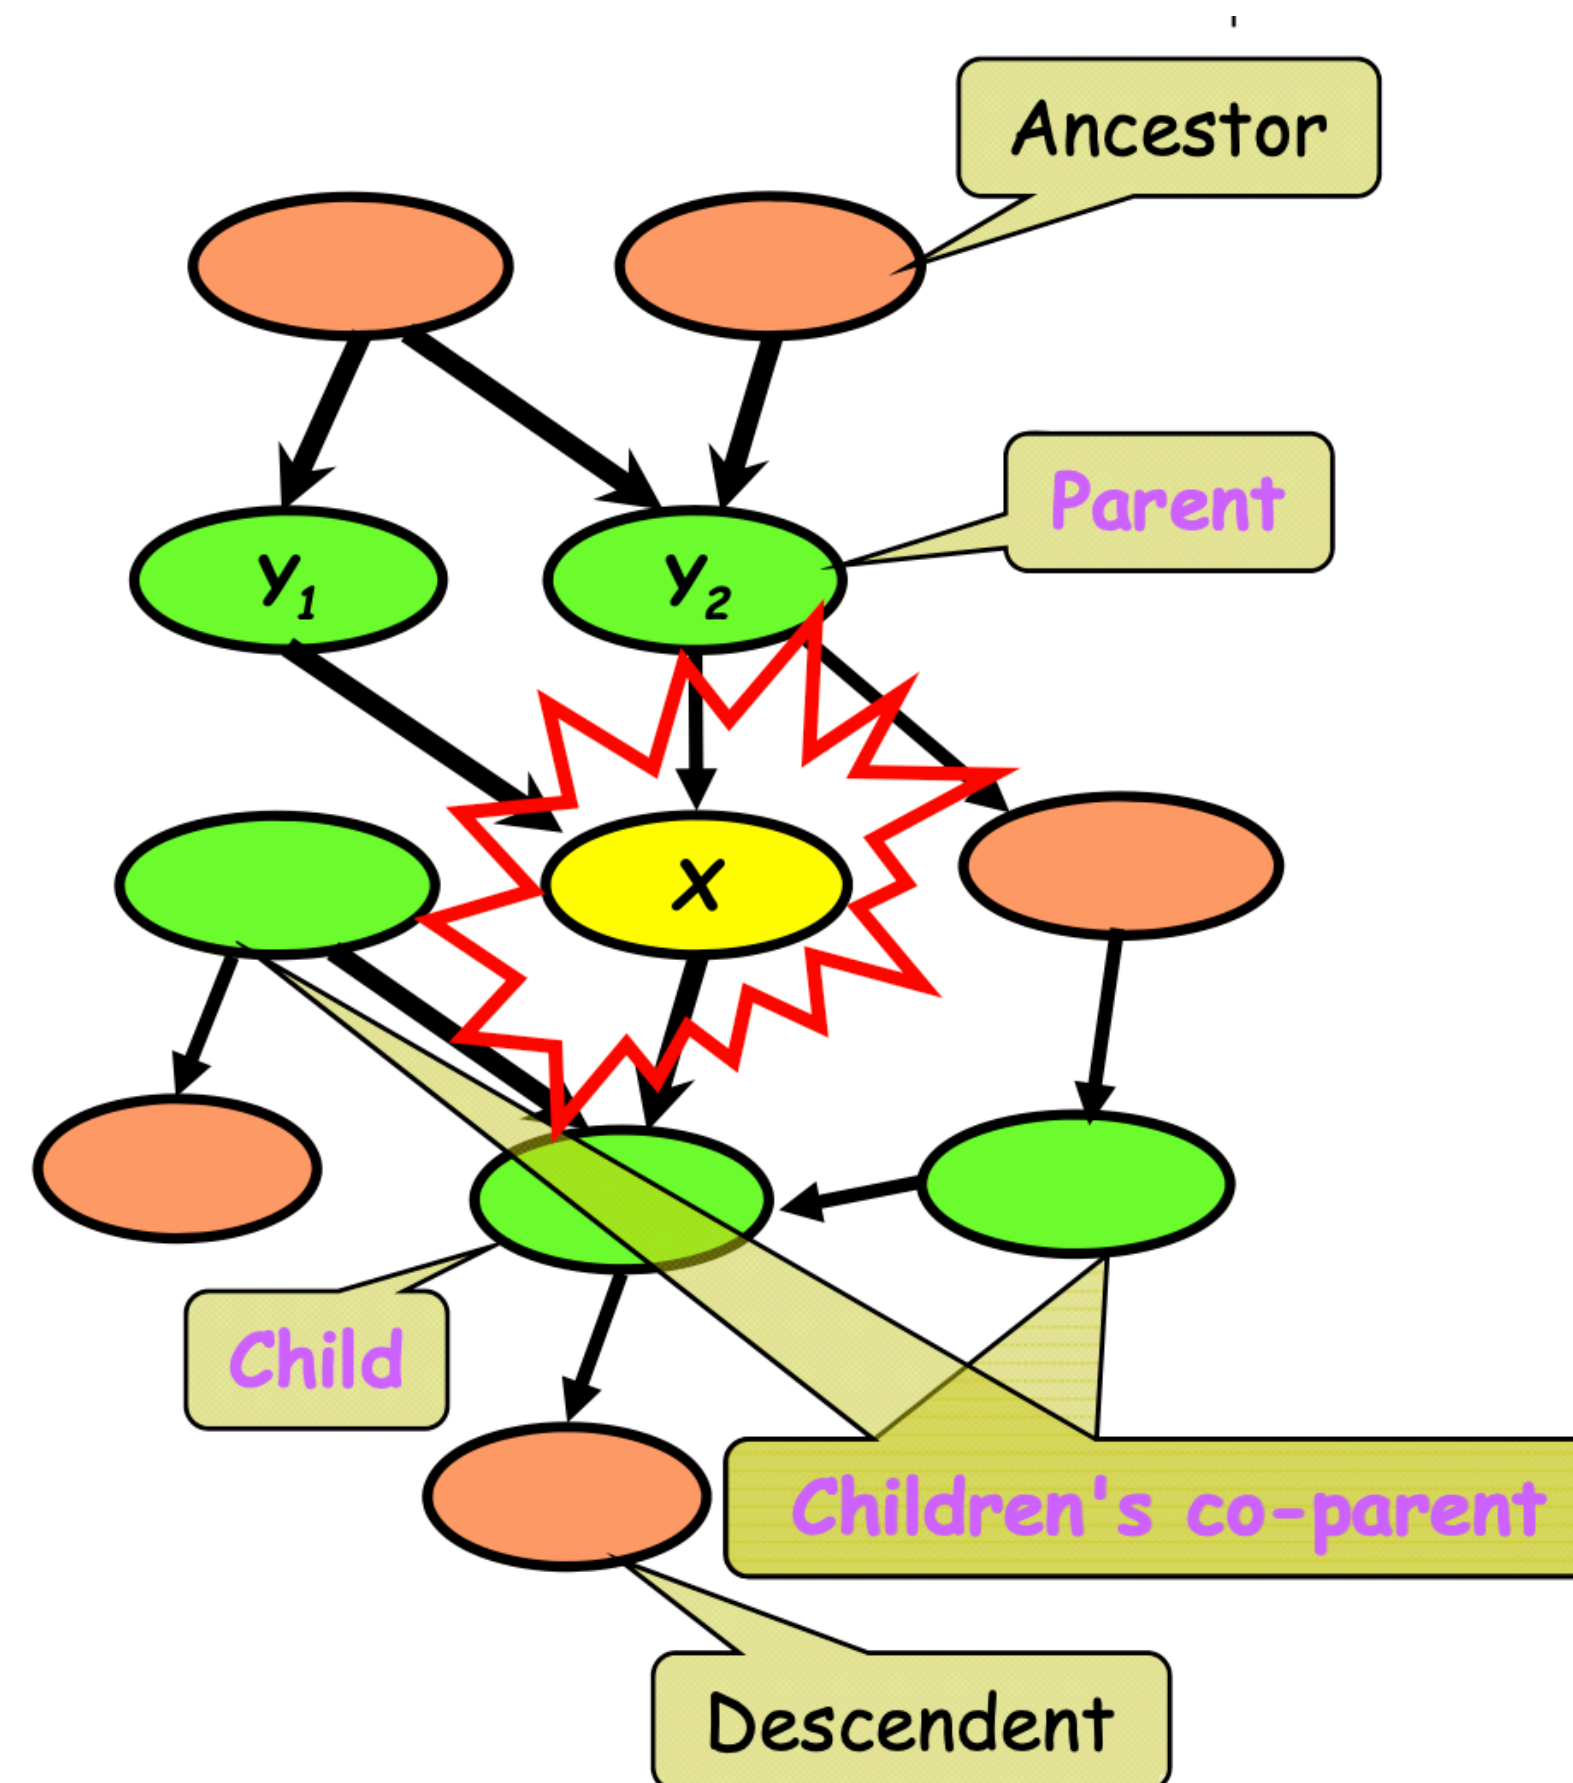 Ancestor
Parent
Y1
Y2
X
Child
Children's co-parent
Descendent